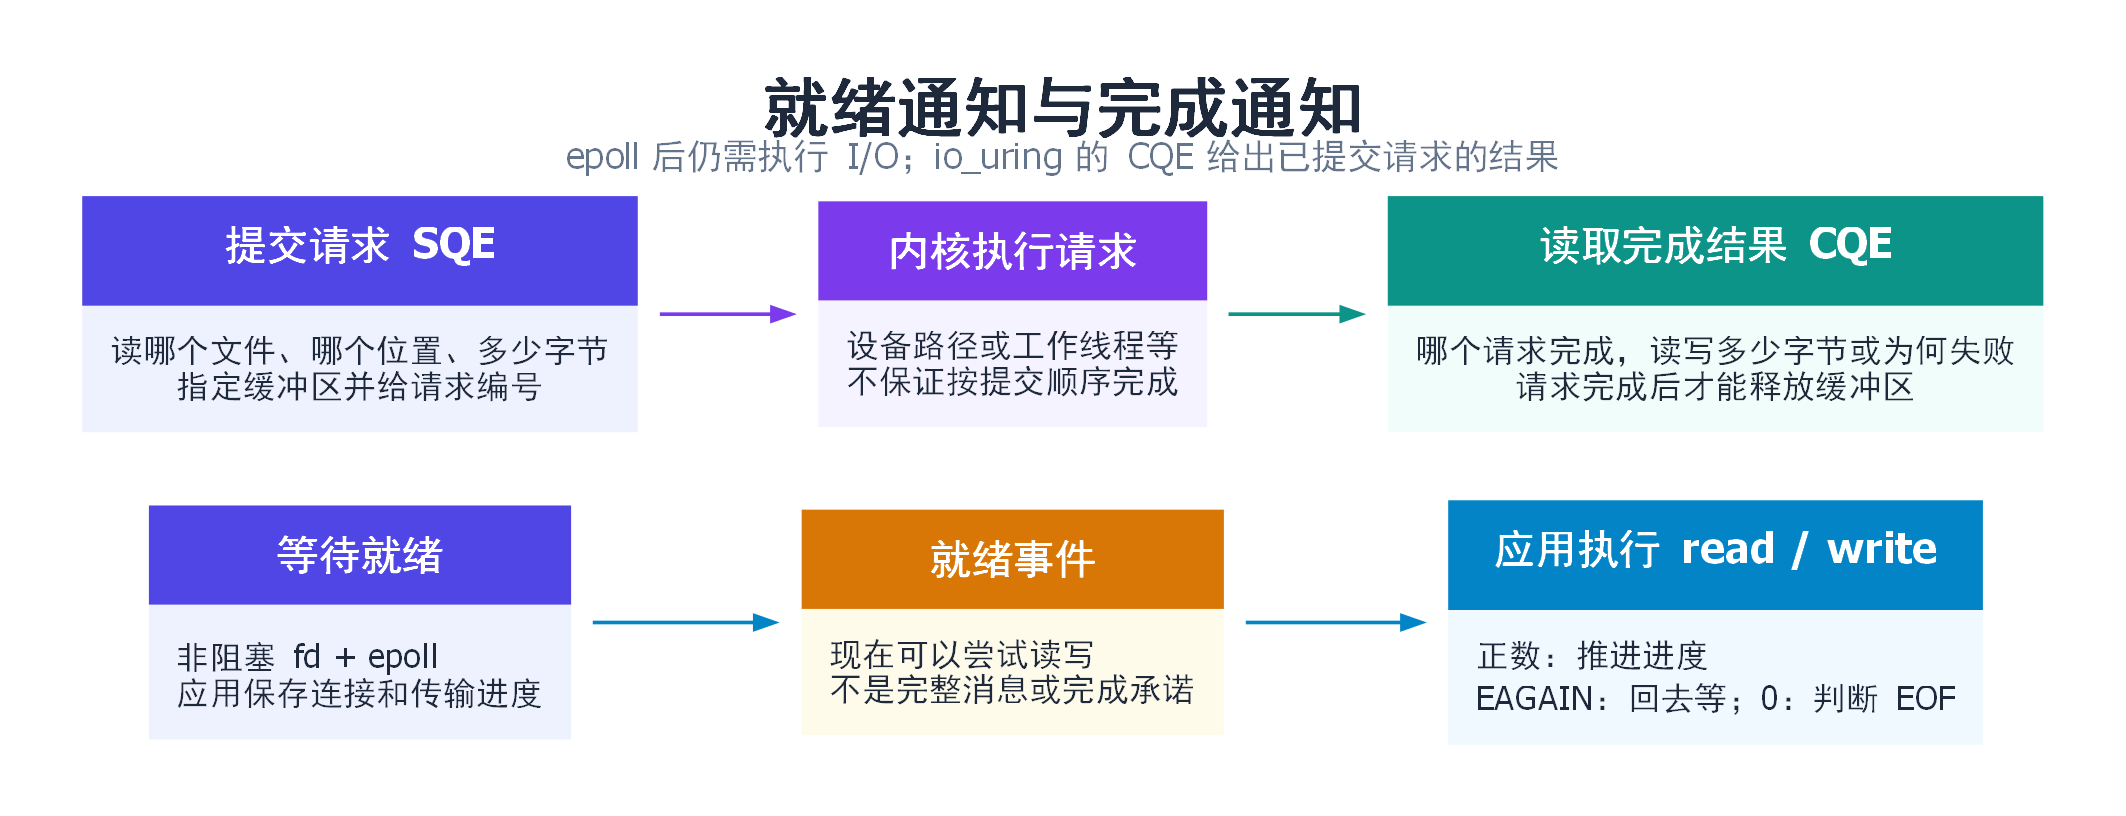 就绪通知与完成通知
epoll 后仍需执行 I/O；io_uring 的 CQE 给出已提交请求的结果
提交请求 SQE
读哪个文件、哪个位置、多少字节
指定缓冲区并给请求编号
内核执行请求
设备路径或工作线程等
不保证按提交顺序完成
读取完成结果 CQE
哪个请求完成，读写多少字节或为何失败
请求完成后才能释放缓冲区
等待就绪
非阻塞 fd + epoll
应用保存连接和传输进度
就绪事件
现在可以尝试读写
不是完整消息或完成承诺
应用执行 read / write
正数：推进进度
EAGAIN：回去等；0：判断 EOF